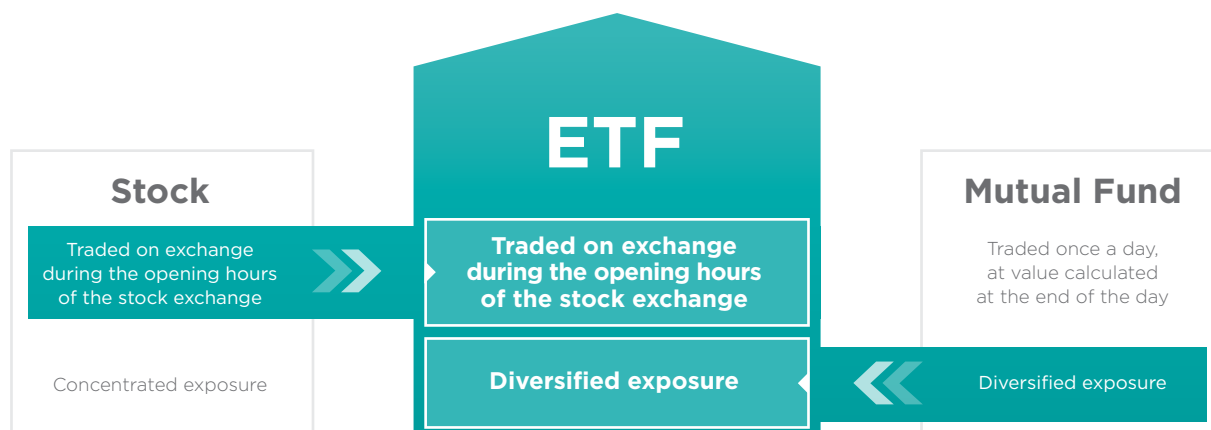 ETF
Stock
Traded on exchange
during the opening hours
of the stock exchange
Concentrated exposure
Traded on exchange
during the opening hours
of the stock exchange
Diversified exposure
Mutual Fund
Traded once a day,
at value calculated
at the end of the day
Diversified exposure